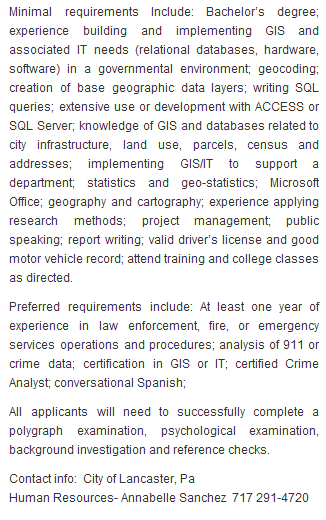 Minimal requirements Include: Bachelor's degree;
experience building and implementing GIS and
associated IT needs (relational databases, hardware,
software) in a governmental environment; geocoding;
creation of base geographic data layers; writing SQL
queries; extensive use or development with ACCESS or
SQL Server; knowledge of GIS and databases related to
city infrastructure, land use, parcels, census and
addresses; implementing GIS/IT to support a
department; statistics and geo-statistics; Microsoft
Office; geography and cartography; experience applying
research methods; project management; public
speaking; report writing; valid driver's license and good
motor vehicle record; attend training and college classes
as directed.
Preferred requirements include: At least one year of
experience in law enforcement, fire, or emergency
services operations and procedures; analysis of 911 or
crime data; certification in GIS or IT; certified Crime
Analyst; conversational Spanish;
All applicants will need to successfully complete a
polygraph examination, psychological examination,
background investigation and reference checks.
Contact info: City of Lancaster, Pa
Human Resources- Annabelle Sanchez 717 291-4720